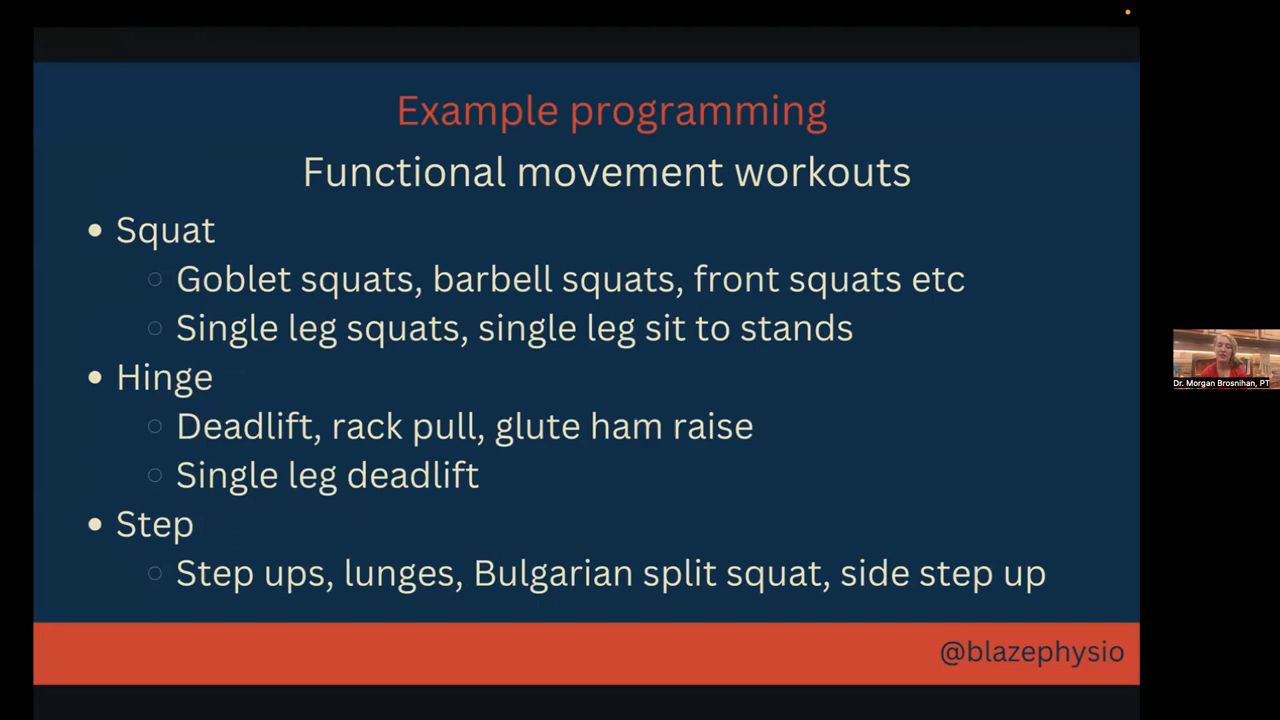 Example programming
Functional movement workouts
• Squat
○ Goblet squats, barbell squats, front squats etc
○ Single leg squats, single leg sit to stands
• Hinge
○ Deadlift, rack pull, glute ham raise
○ Single leg deadlift
• Step
○ Step ups, lunges, Bulgarian split squat, side step up
@blazephysio
Dr. Morgan Brosnihan, PT